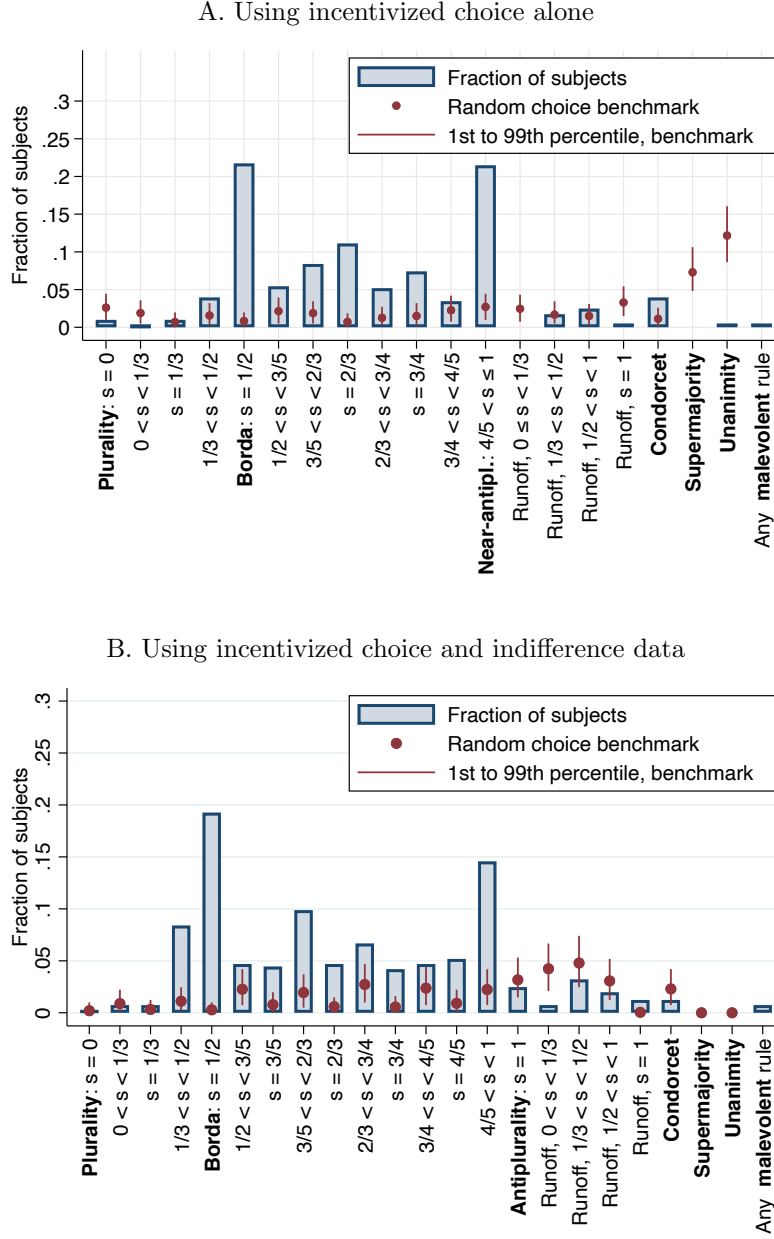 A. Using incentivized choice alone
Fraction of subjects
Random choice benchmark
1st to 99th percentile, benchmark
Fraction of subjects
.3
.25
.2
.15
.1
.05
0
Plurality: s = 0
0 < s < 1/3
s = 1/3
1/3 < s < 1/2
Borda: s = 1/2
1/2 < s < 3/5
3/5 < s < 2/3
s = 2/3
2/3 < s < 3/4
s = 3/4
3/4 < s < 4/5
Near-antipl.: 4/5 < s ≤ 1
Runoff, 0 ≤ s < 1/3
Runoff, 1/3 < s < 1/2
Runoff, 1/2 < s < 1
Runoff, s = 1
Condorcet
Supermajority
Unanimity
Any malevolent rule
B. Using incentivized choice and indifference data
Fraction of subjects
Random choice benchmark
1st to 99th percentile, benchmark
Fraction of subjects
.3
.25
.2
.15
.1
.05
0
Plurality: s = 0
0 < s < 1/3
s = 1/3
1/3 < s < 1/2
Borda: s = 1/2
1/2 < s < 3/5
s = 3/5
3/5 < s < 2/3
s = 2/3
2/3 < s < 3/4
s = 3/4
3/4 < s < 4/5
s = 4/5
4/5 < s < 1
Antiplurality: s = 1
Runoff, 0 < s < 1/3
Runoff, 1/3 < s < 1/2
Runoff, 1/2 < s < 1
Runoff, s = 1
Condorcet
Supermajority
Unanimity
Any malevolent rule